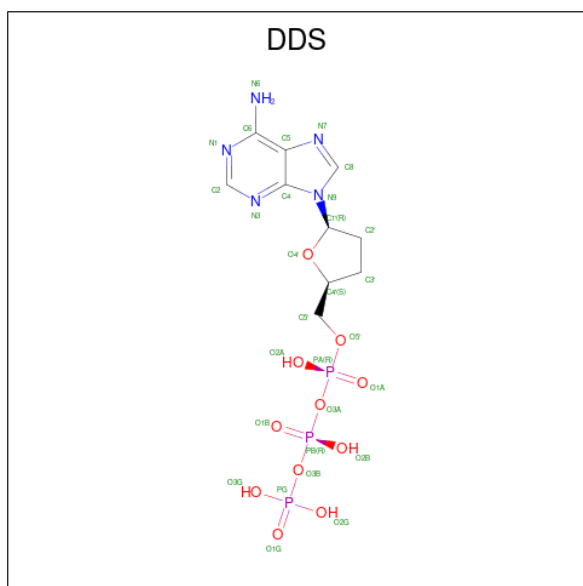 DDS
N6
NH2
N1
C6
C5
N7
N
N
C8
C2
N
C4
N
N9
N3
C1'(R)
C2'
O4'
O
C3'
C4'(S)
C5'
O
O5'
O2A
HO
PA(R)
P
O
O1A
O
O3A
O1B
O
P
OH
PB(R)
O2B
O
O3B
O3G
PG
HO
P
OH
O2G
O
O1G